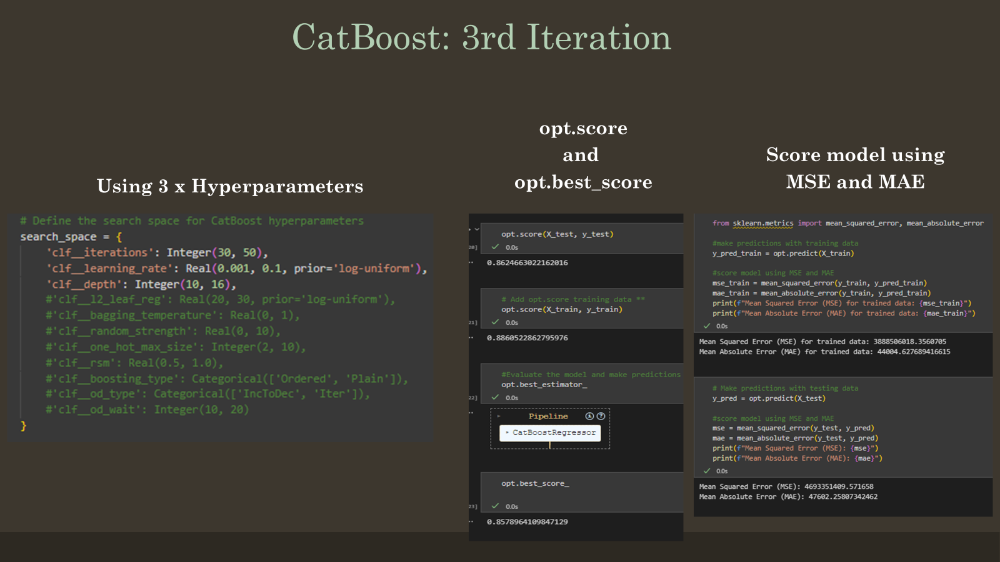 CatBoost: 3rd Iteration
Using 3 x Hyperparameters
# Define the search space for CatBoost hyperparameters
search_space = {
'clf__iterations': Integer(30, 50),
'clf__learning_rate': Real(0.001, 0.1, prior='log-uniform'),
'clf__depth': Integer(10, 16),
#'clf__l2_leaf_reg': Real(20, 30, prior='log-uniform'),
#'clf__bagging_temperature': Real(0, 1),
#'clf__random_strength': Real(0, 10),
#'clf__one_hot_max_size': Integer(2, 10),
#'clf__rsm': Real(0.5, 1.0),
#'clf__boosting_type': Categorical(['Ordered', 'Plain']),
#'clf__od_type': Categorical(['IncToDec', 'Iter']),
#'clf__od_wait': Integer(10, 20)
}
opt.score
and
opt.best_score
opt.score(X_test, y_test)
20]
0.0s
0.8624663022162016
# Add opt.score training data **
opt.score(X_train, y_train)
21]
0.0s
0.8860522862795976
#Evaluate the model and make predictions
opt.best_estimator_
22]
0.0s
Pipeline
CatBoostRegressor
opt.best_score_
23]
0.0s
0.8578964109847129
Score model using
MSE and MAE
from sklearn.metrics import mean_squared_error, mean_absolute_error
#make predictions with training data
y_pred_train = opt.predict(X_train)
#score model using MSE and MAE
mse_train = mean_squared_error(y_train, y_pred_train)
mae_train = mean_absolute_error(y_train, y_pred_train)
print(f"Mean Squared Error (MSE) for trained data: {mse_train}")
print(f"Mean Absolute Error (MAE) for trained data: {mae_train}")
0.0s
Mean Squared Error (MSE) for trained data: 3888506018.3560705
Mean Absolute Error (MAE) for trained data: 44004.627689416615
# Make predictions with testing data
y_pred = opt.predict(X_test)
#score model using MSE and MAE
mse = mean_squared_error(y_test, y_pred)
mae = mean_absolute_error(y_test, y_pred)
print(f"Mean Squared Error (MSE): {mse}")
print(f"Mean Absolute Error (MAE): {mae}")
0.0s
Mean Squared Error (MSE): 4693351409.571658
Mean Absolute Error (MAE): 47602.25807342462